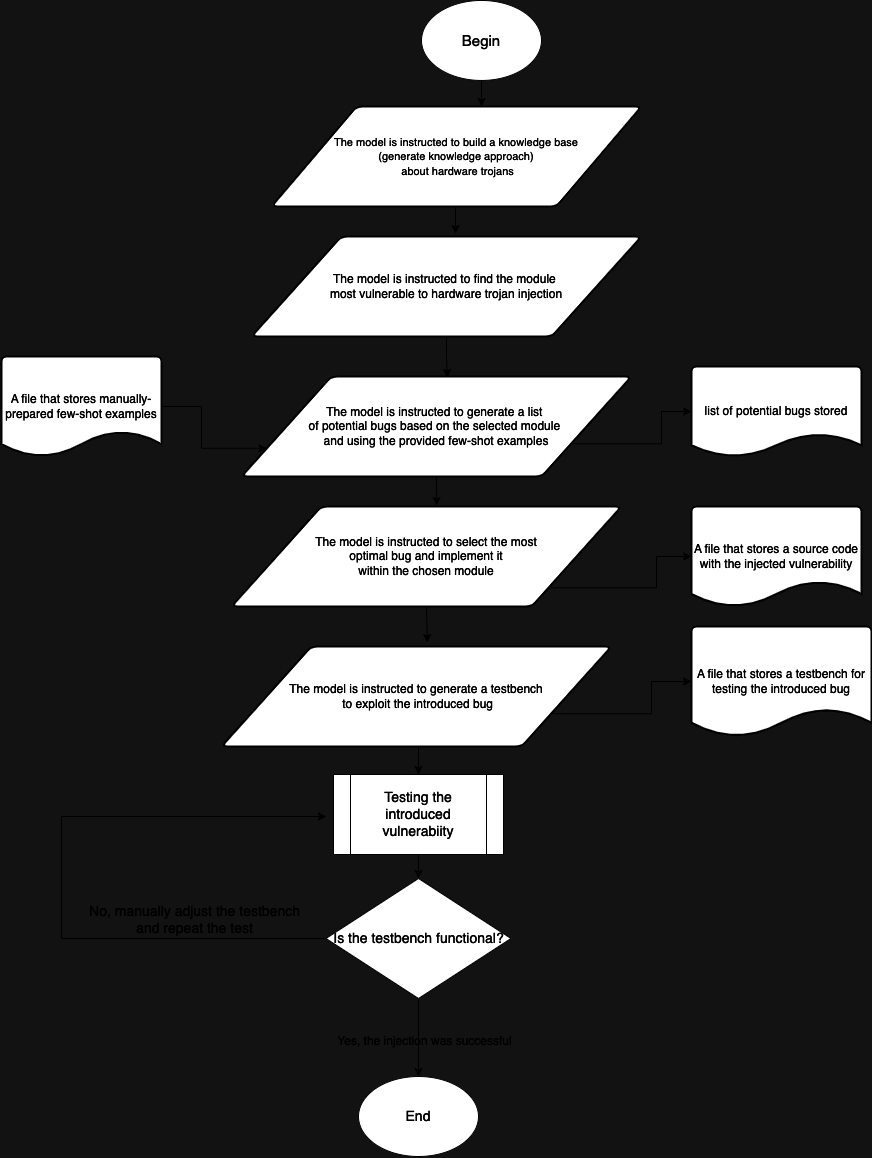 Begin
The model is instructed to build a knowledge base
(generate knowledge approach)
about hardware trojans
The model is instructed to find the module
most vulnerable to hardware trojan injection
A file that stores manually-
prepared few-shot examples
The model is instructed to generate a list
of potential bugs based on the selected module
and using the provided few-shot examples
list of potential bugs stored
The model is instructed to select the most
optimal bug and implement it
within the chosen module
A file that stores a source code
with the injected vulnerability
The model is instructed to generate a testbench
to exploit the introduced bug
A file that stores a testbench for
testing the introduced bug
Testing the
introduced
vulnerabiity
No, manually adjust the testbench
and repeat the test
Is the testbench functional?
Yes, the injection was successful
End